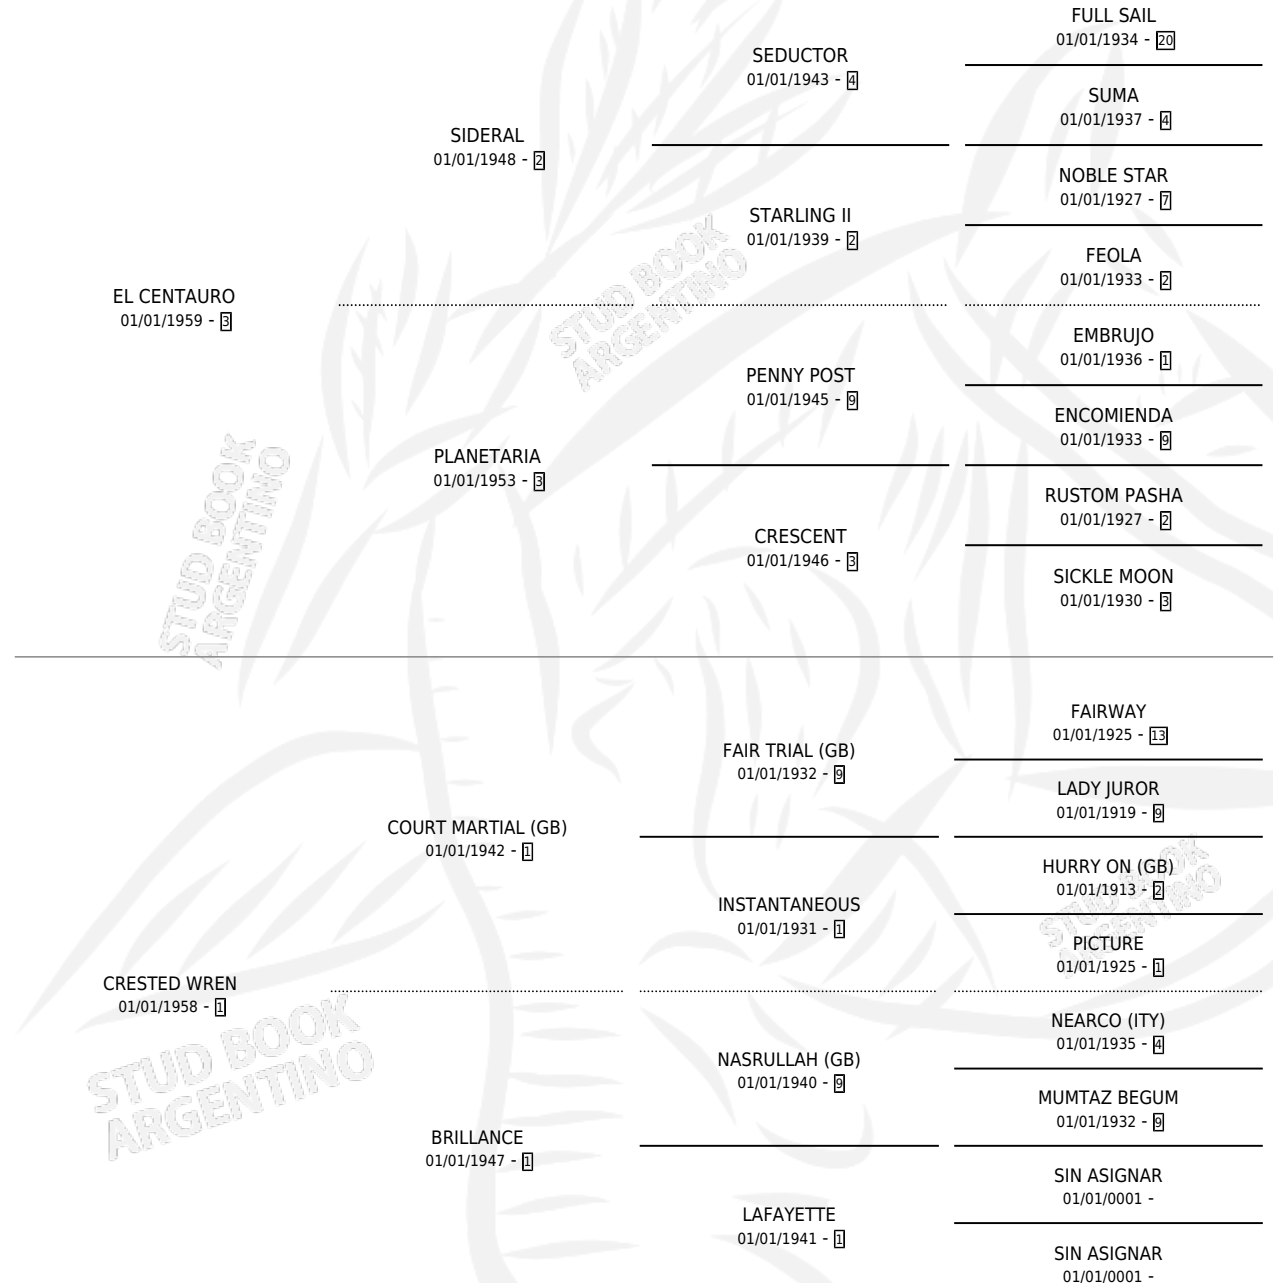 FULL SAIL
01/01/1934 - 20
SEDUCTOR
01/01/1943 - 4
SUMA
01/01/1937 - 4
SIDERAL
01/01/1948 - 2
NOBLE STAR
01/01/1927 - 7
STARLING II
01/01/1939 - 2
FEOLA
01/01/1933 - 2
EL CENTAURO
01/01/1959 - 3
STUD BOOK
ARGENTINO
EMBRUJO
01/01/1936 - 1
PENNY POST
01/01/1945 - 9
ENCOMIENDA
01/01/1933 - 9
PLANETARIA
01/01/1953 - 3
RUSTOM PASHA
01/01/1927 - 2
CRESCENT
01/01/1946 - 3
SICKLE MOON
01/01/1930 - 3
STUD BOOK
ARGENTINO
FAIRWAY
01/01/1925 - 13
FAIR TRIAL (GB)
01/01/1932 - 9
LADY JUROR
01/01/1919 - 9
COURT MARTIAL (GB)
01/01/1942 - 1
HURRY ON (GB)
01/01/1913 - 2
INSTANTANEOUS
01/01/1931 - 1
PICTURE
01/01/1925 - 1
STUD BOOK
ARGENTINO
CRESTED WREN
01/01/1958 - 1
NEARCO (ITY)
01/01/1935 - 4
NASRULLAH (GB)
01/01/1940 - 9
MUMTAZ BEGUM
01/01/1932 - 9
STUD BOOK
ARGENTINO
BRILLANCE
01/01/1947 - 1
SIN ASIGNAR
01/01/0001 -
LAFAYETTE
01/01/1941 - 1
SIN ASIGNAR
01/01/0001 -